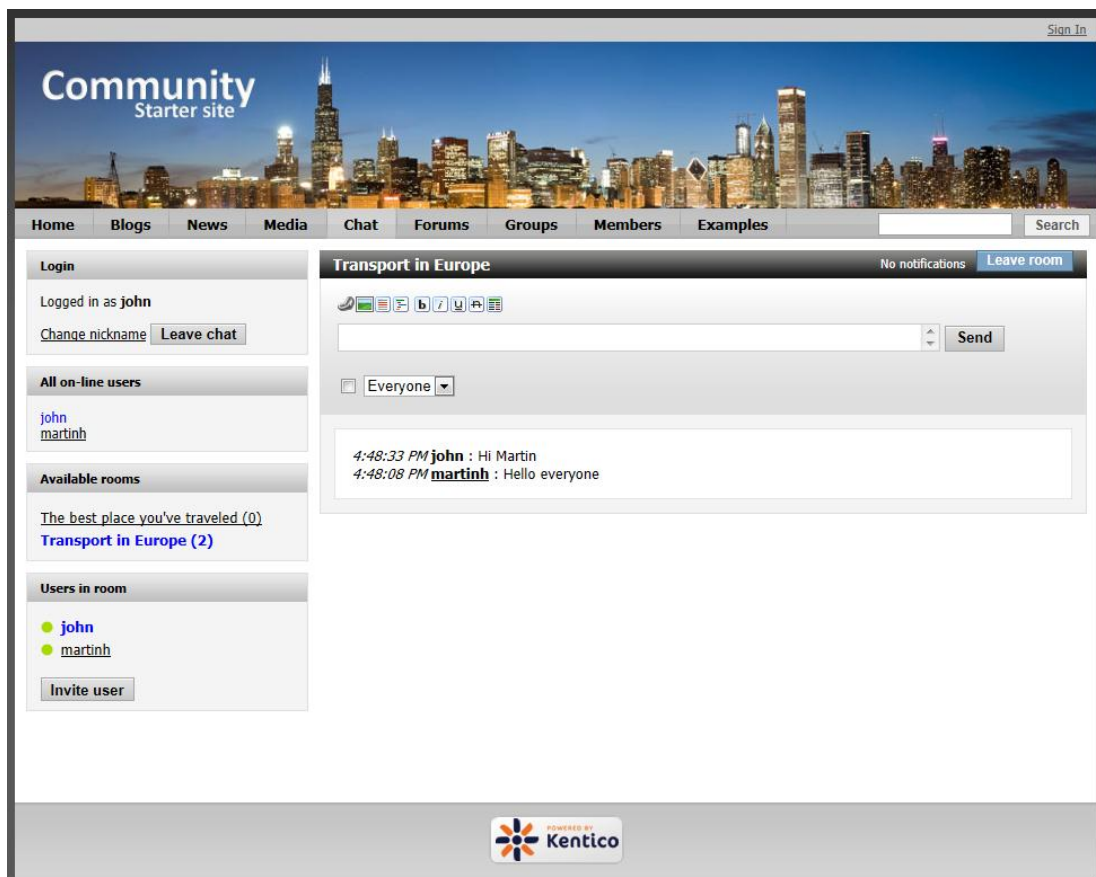 Sign In
Community
Starter site
Home Blogs News Media Chat Forums Groups Members Examples Search
Login
Logged in as john
Change nickname Leave chat
All on-line users
john
martinh
Available rooms
The best place you've traveled (0)
Transport in Europe (2)
Users in room
john
martinh
Invite user
Transport in Europe No notifications Leave room
b i U
Send
Everyone
4:48:33 PM john : Hi Martin
4:48:08 PM martinh : Hello everyone
POWERED BY
Kentico